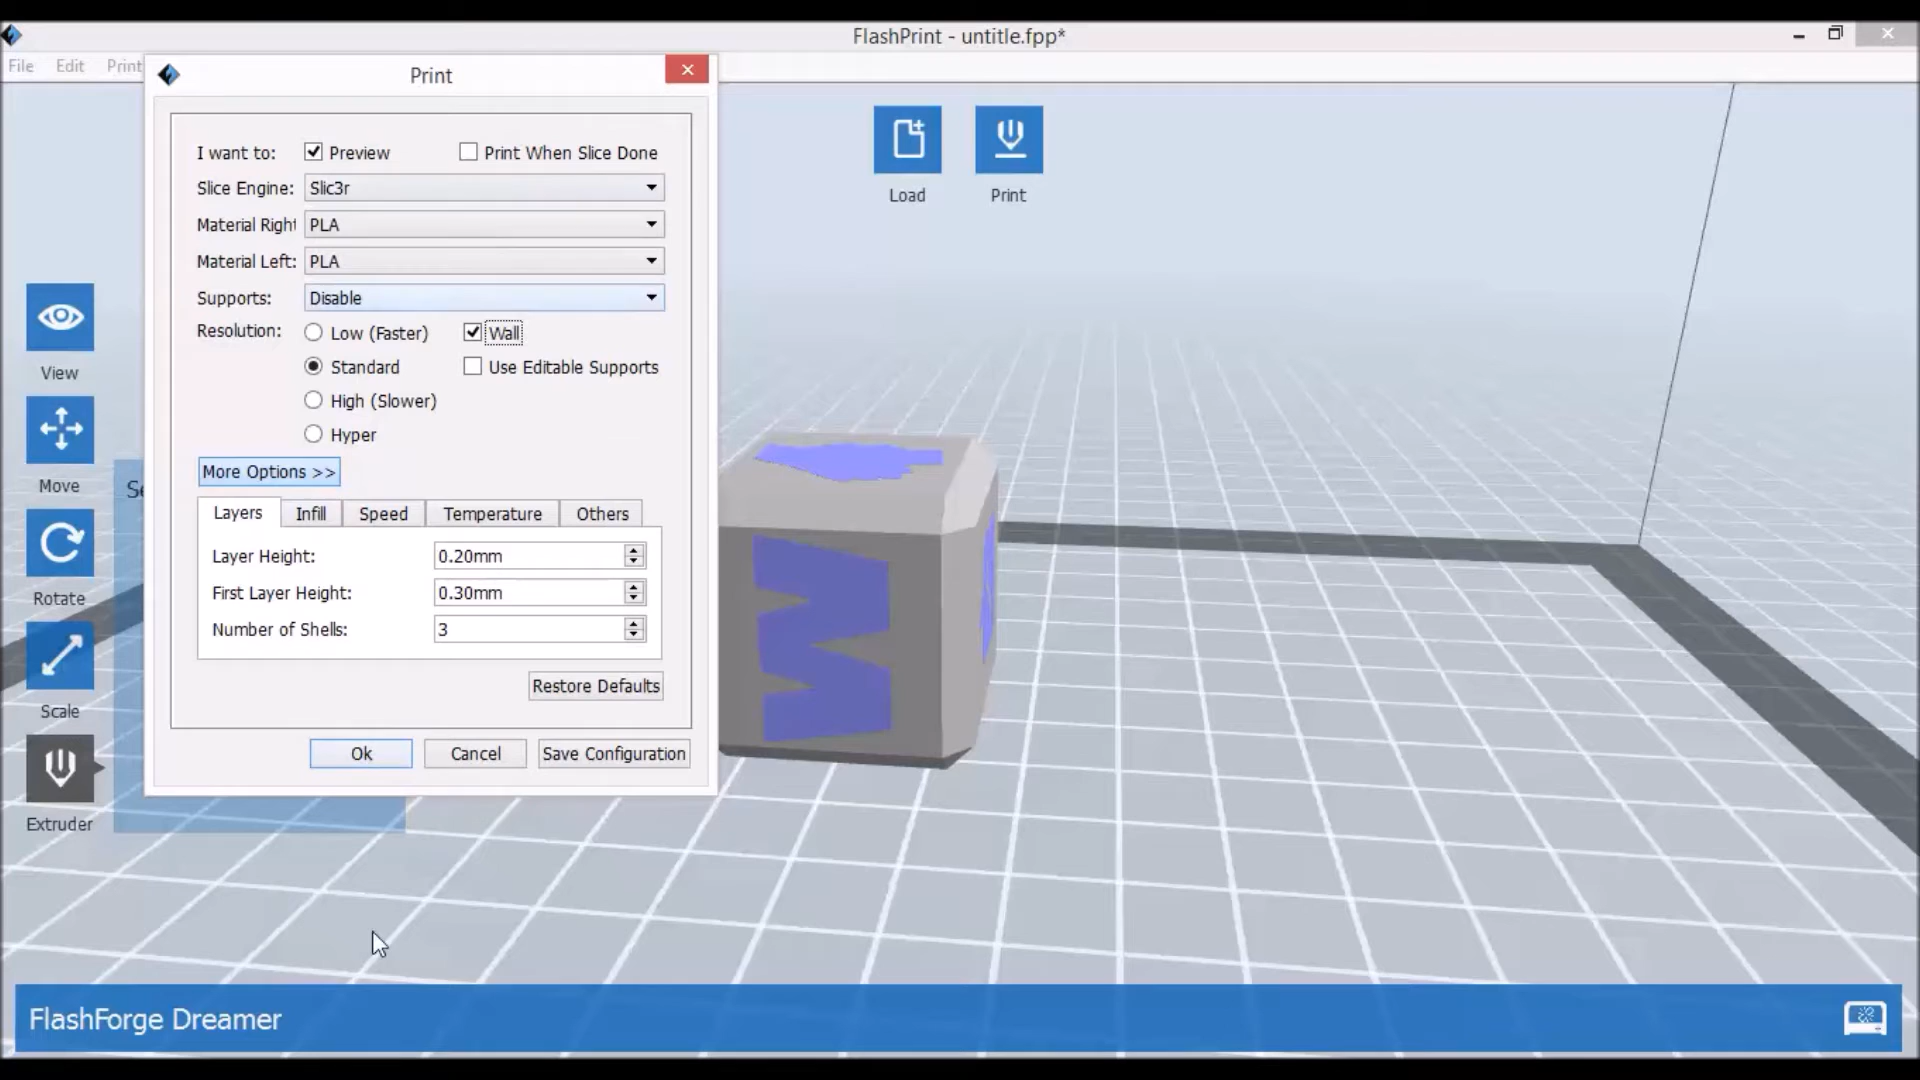 FlashPrint - untitle.fpp*
File Edit Print
Print
I want to: Preview Print When Slice Done
Slice Engine: Slic3r
Material Right PLA
Material Left: PLA
Supports: Disable
Resolution: Low (Faster) Wall
Standard Use Editable Supports
High (Slower)
Hyper
More Options >>
Layers Infill Speed Temperature Others
Layer Height: 0.20mm
First Layer Height: 0.30mm
Number of Shells: 3
Restore Defaults
Ok Cancel Save Configuration
Load Print
View
Move
Rotate
Scale
Extruder
FlashForge Dreamer